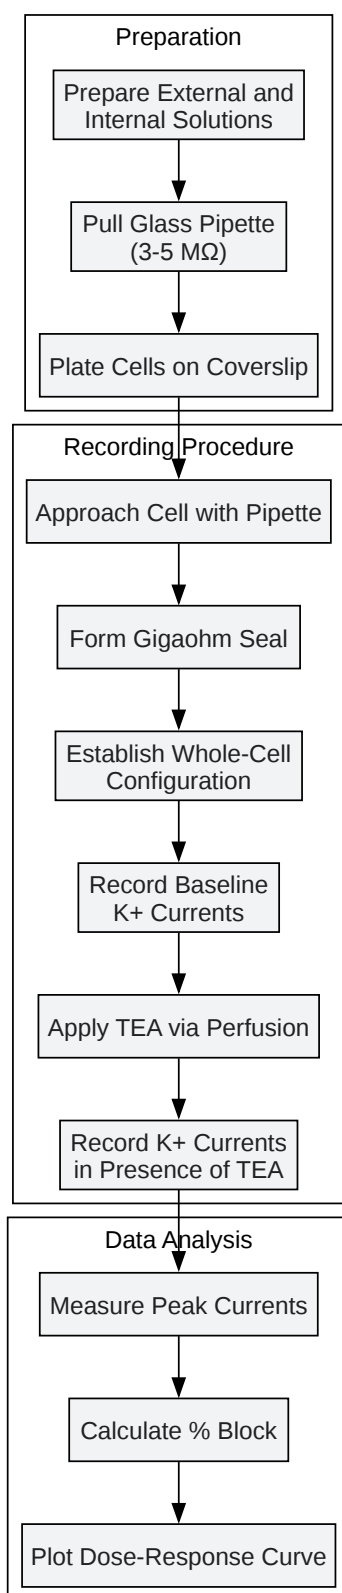 Preparation
Prepare External and
Internal Solutions
Pull Glass Pipette
(3-5 MΩ)
Plate Cells on Coverslip
Recording Procedure
Approach Cell with Pipette
Form Gigaohm Seal
Establish Whole-Cell
Configuration
Record Baseline
K+ Currents
Apply TEA via Perfusion
Record K+ Currents
in Presence of TEA
Data Analysis
Measure Peak Currents
Calculate % Block
Plot Dose-Response Curve